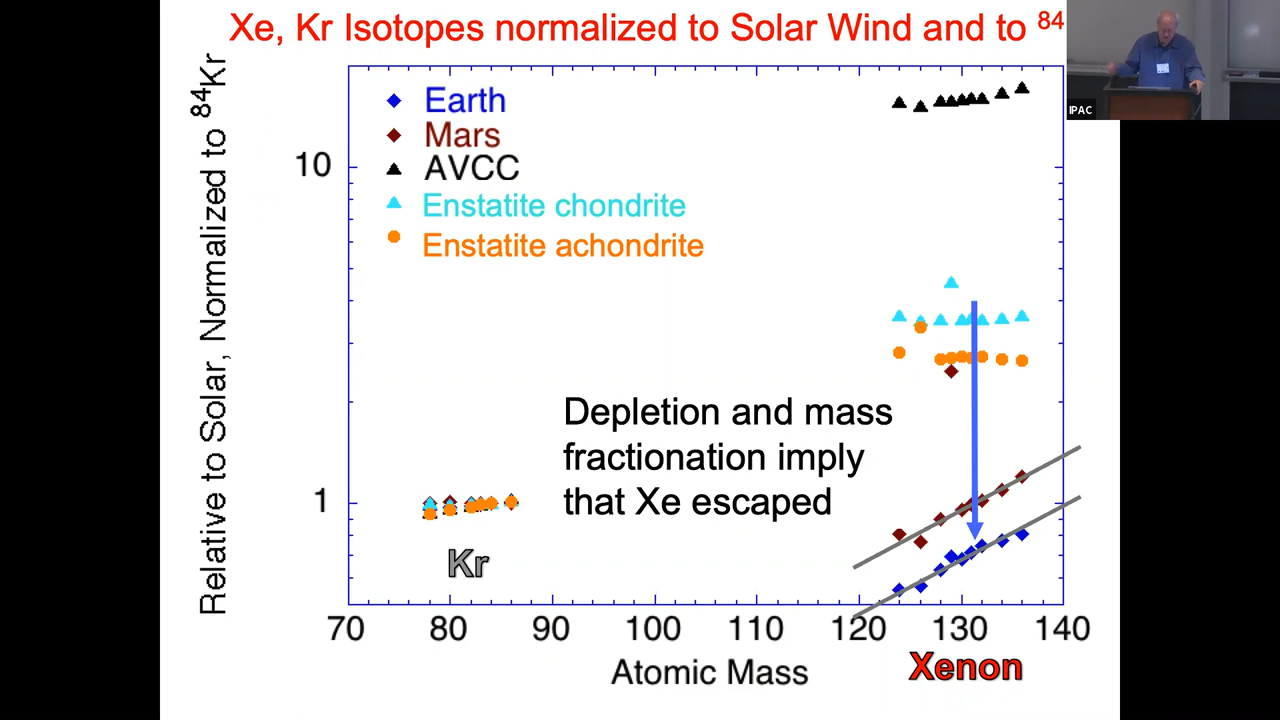 Xe, Kr Isotopes normalized to Solar Wind and to ⁸⁴
IPAC
Relative to Solar, Normalized to ⁸⁴Kr
Earth
Mars
AVCC
Enstatite chondrite
Enstatite achondrite
10
1
Depletion and mass
fractionation imply
that Xe escaped
Kr
70 80 90 100 110 120 130 140
Atomic Mass
Xenon